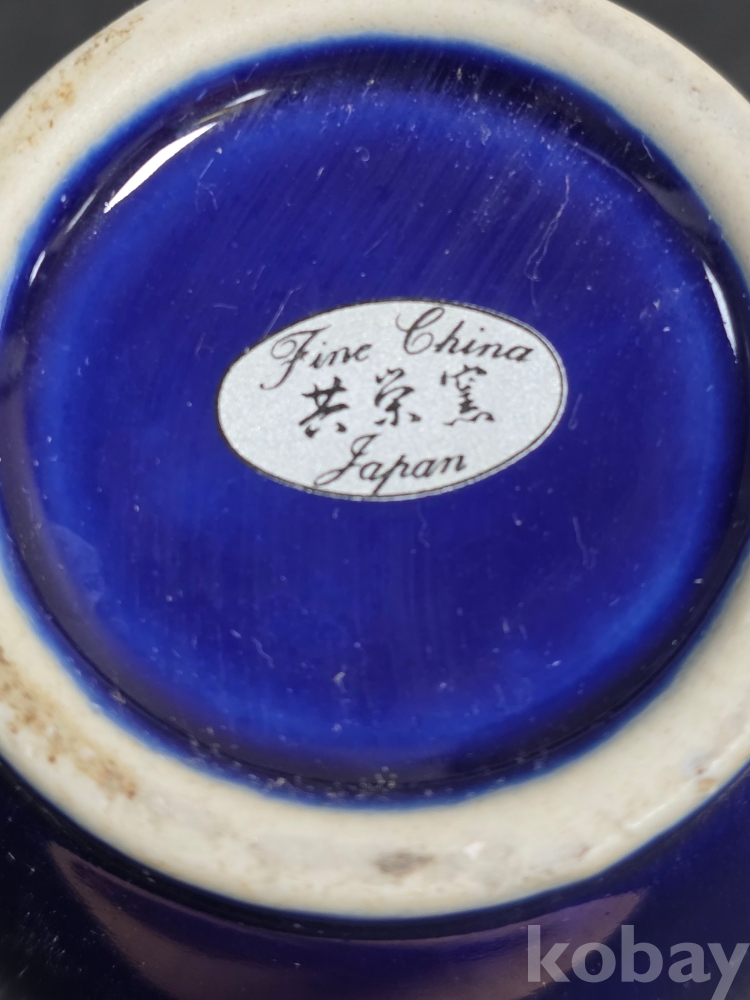 Fine China
共栄窯
Japan
kobay